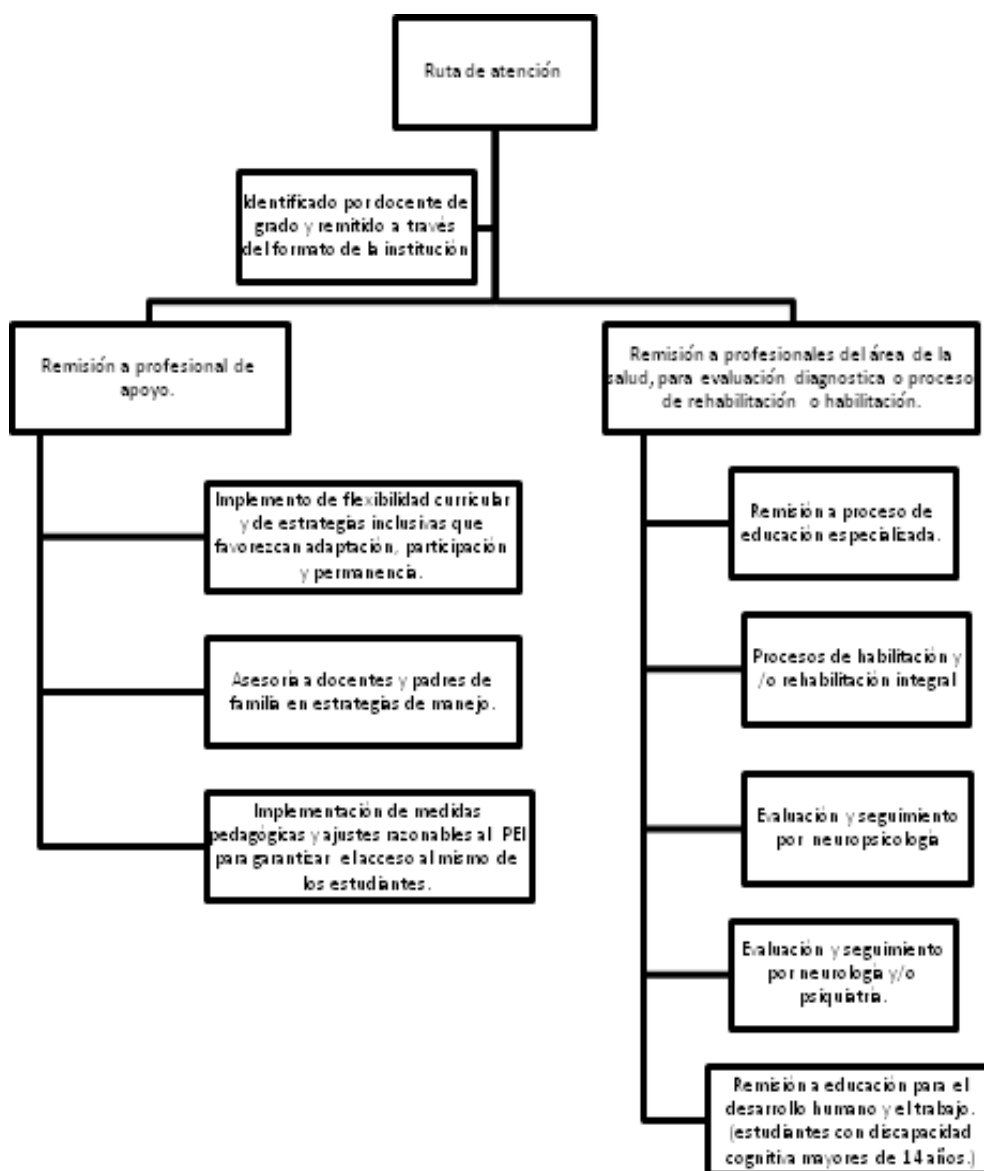 Ruta de atención
Identificado por docente de
grado y remitido a través
del formato de la institución
Remisión a profesional de
apoyo.
Remisión a profesionales del área de la
salud, para evaluación diagnostica o proceso
de rehabilitación o habilitación.
Implemento de flexibilidad curricular
y de estrategias inclusivas que
favorezcan adaptación, participación
y permanencia.
Asesoría a docentes y padres de
familia en estrategias de manejo.
Implementación de medidas
pedagógicas y ajustes razonables al PEI
para garantizar el acceso al mismo de
los estudiantes.
Remisión a proceso de
educación especializada.
Procesos de habilitación y
/o rehabilitación integral
Evaluación y seguimiento
por neuropsicología
Evaluación y seguimiento
por neurología y/o
psiquiatría.
Remisión a educación para el
desarrollo humano y el trabajo.
(estudiantes con discapacidad
cognitiva mayores de 14 años.)